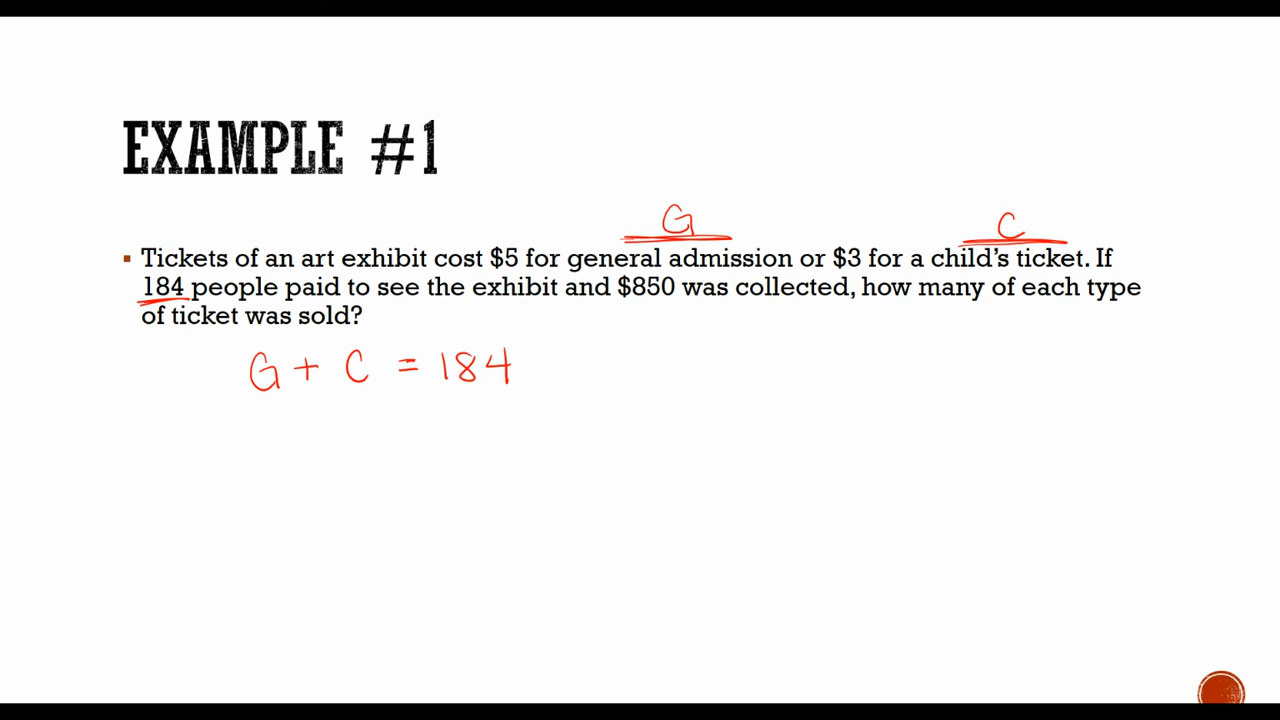 EXAMPLE #1
G C
▪ Tickets of an art exhibit cost $5 for general admission or $3 for a child's ticket. If
184 people paid to see the exhibit and $850 was collected, how many of each type
of ticket was sold?
G + C = 184